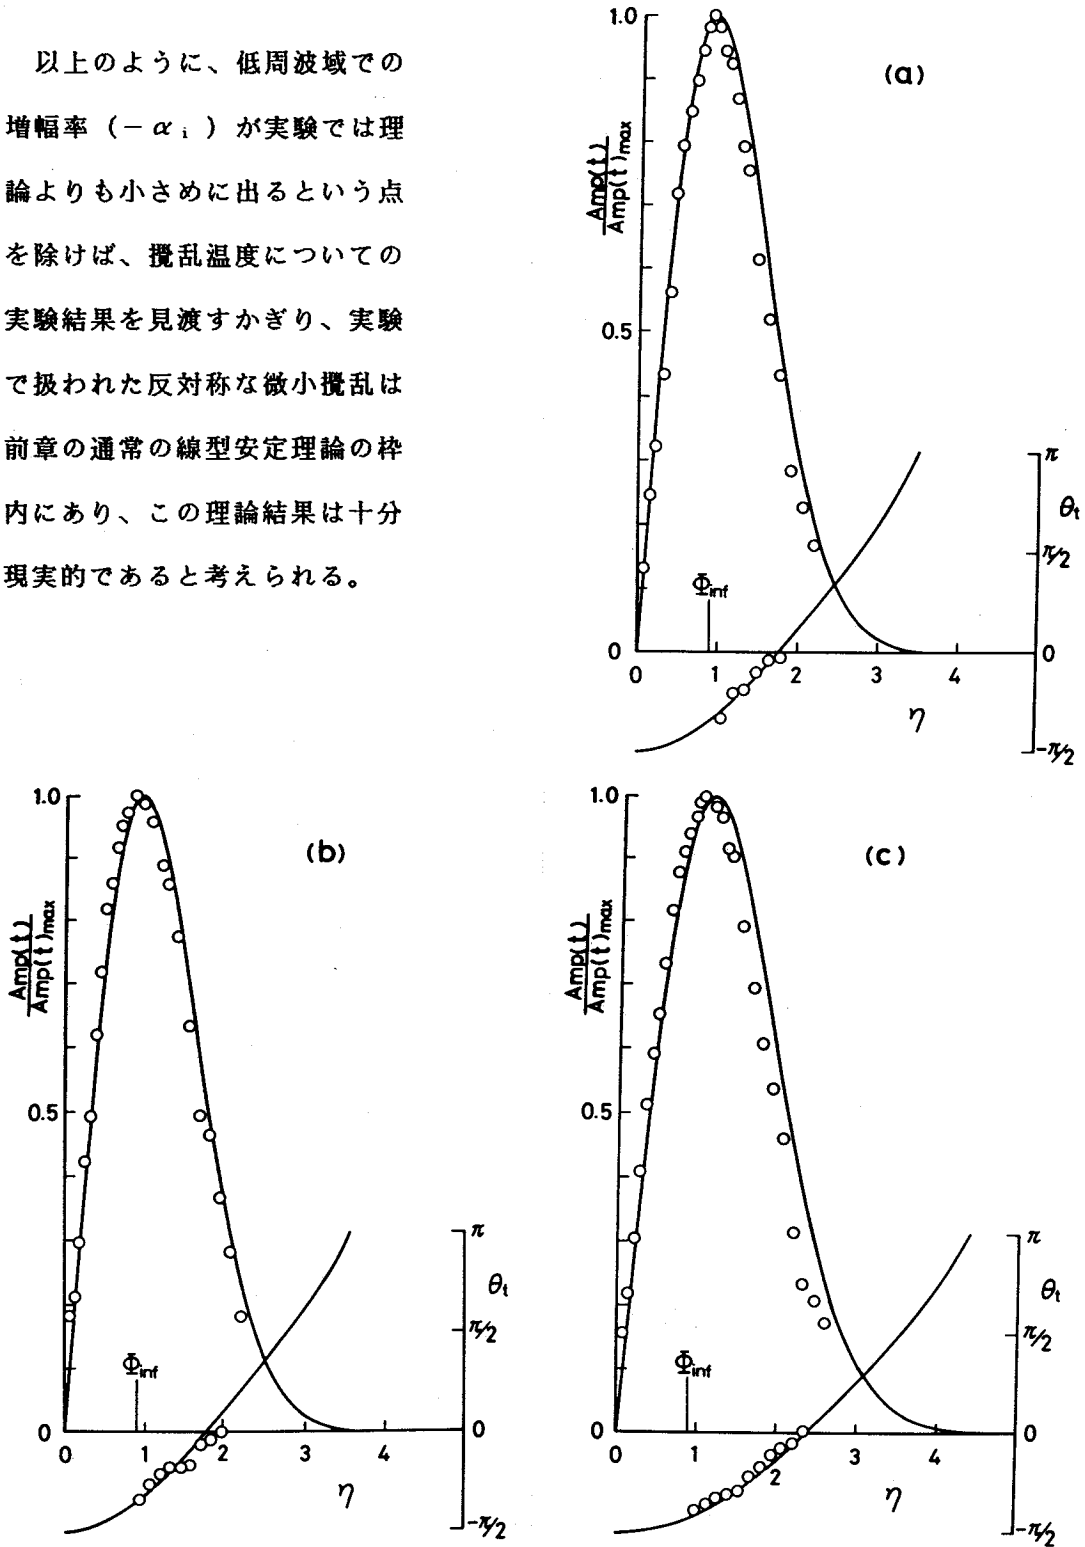 以上のように、低周波域での
増幅率（－αi）が実験では理
論よりも小さめに出るという点
を除けば、攪乱温度についての
実験結果を見渡すかぎり、実験
で扱われた反対称な微小攪乱は
前章の通常の線型安定理論の枠
内にあり、この理論結果は十分
現実的であると考えられる。
1.0
(a)
Amp(t)
Amp(t)max
0.5
π
θt
π/2
Φinf
0
0
0 1 2 3 4
η
-π/2
1.0
(b)
Amp(t)
Amp(t)max
0.5
π
θt
π/2
Φinf
0
0
0 1 2 3 4
η
-π/2
1.0
(c)
Amp(t)
Amp(t)max
0.5
π
θt
π/2
Φinf
0
0
0 1 2 3 4
η
-π/2